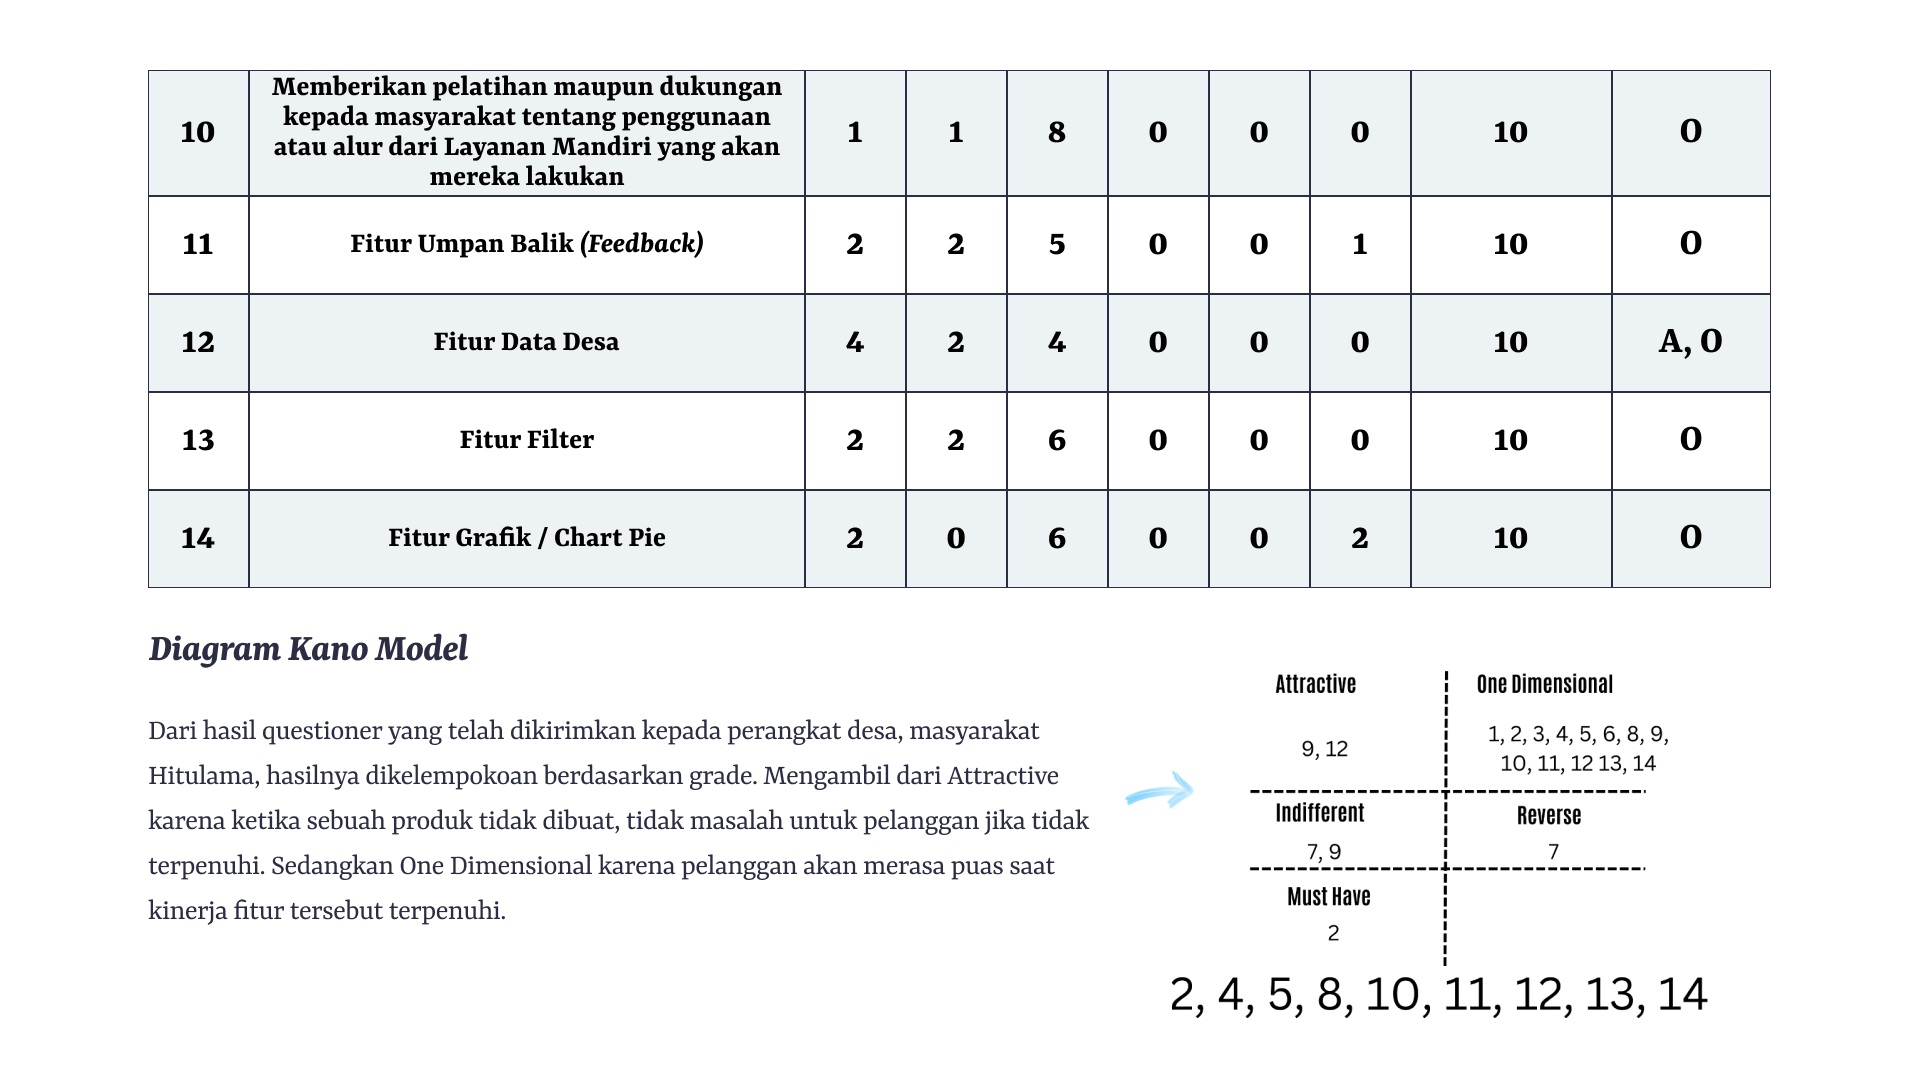 10 Memberikan pelatihan maupun dukungan kepada masyarakat tentang penggunaan atau alur dari Layanan Mandiri yang akan mereka lakukan 1 1 8 0 0 0 10 O
11 Fitur Umpan Balik (Feedback) 2 2 5 0 0 1 10 O
12 Fitur Data Desa 4 2 4 0 0 0 10 A, O
13 Fitur Filter 2 2 6 0 0 0 10 O
14 Fitur Grafik / Chart Pie 2 0 6 0 0 2 10 O
Diagram Kano Model
Dari hasil questioner yang telah dikirimkan kepada perangkat desa, masyarakat
Hitulama, hasilnya dikelempokoan berdasarkan grade. Mengambil dari Attractive
karena ketika sebuah produk tidak dibuat, tidak masalah untuk pelanggan jika tidak
terpenuhi. Sedangkan One Dimensional karena pelanggan akan merasa puas saat
kinerja fitur tersebut terpenuhi.
Attractive
9, 12
One Dimensional
1, 2, 3, 4, 5, 6, 8, 9,
10, 11, 12 13, 14
Indifferent
7, 9
Reverse
7
Must Have
2
2, 4, 5, 8, 10, 11, 12, 13, 14